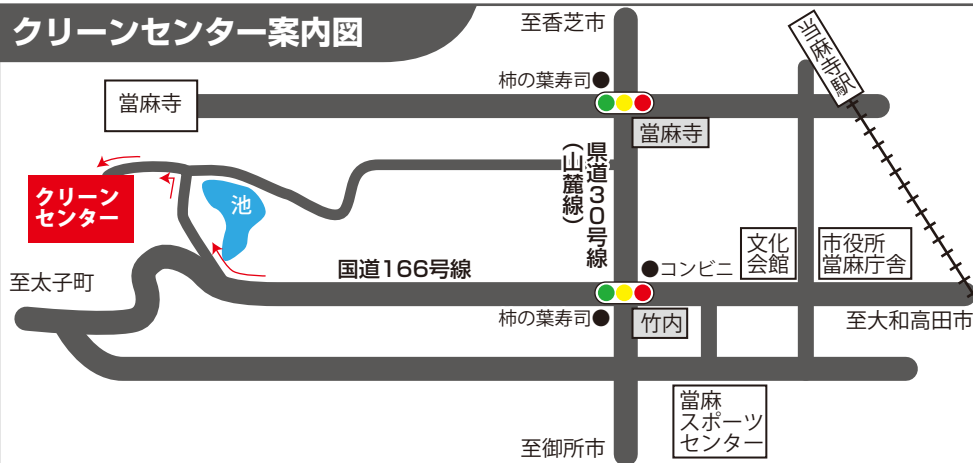 クリーンセンター案内図
至香芝市
当麻寺駅
柿の葉寿司
當麻寺
當麻寺
県道30号線
(山麓線)
クリーン
センター
池
文化
会館
市役所
當麻庁舎
コンビニ
国道166号線
至太子町
柿の葉寿司
竹内
至大和高田市
當麻
スポーツ
センター
至御所市